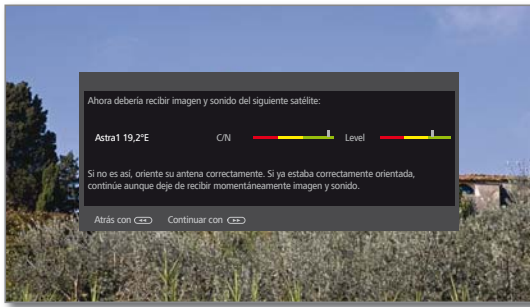 Ahora debería recibir imagen y sonido del siguiente satélite:
Astra1 19,2°E C/N Level
Si no es así, oriente su antena correctamente. Si ya estaba correctamente orientada,
continúe aunque deje de recibir momentáneamente imagen y sonido.
Atrás con Continuar con